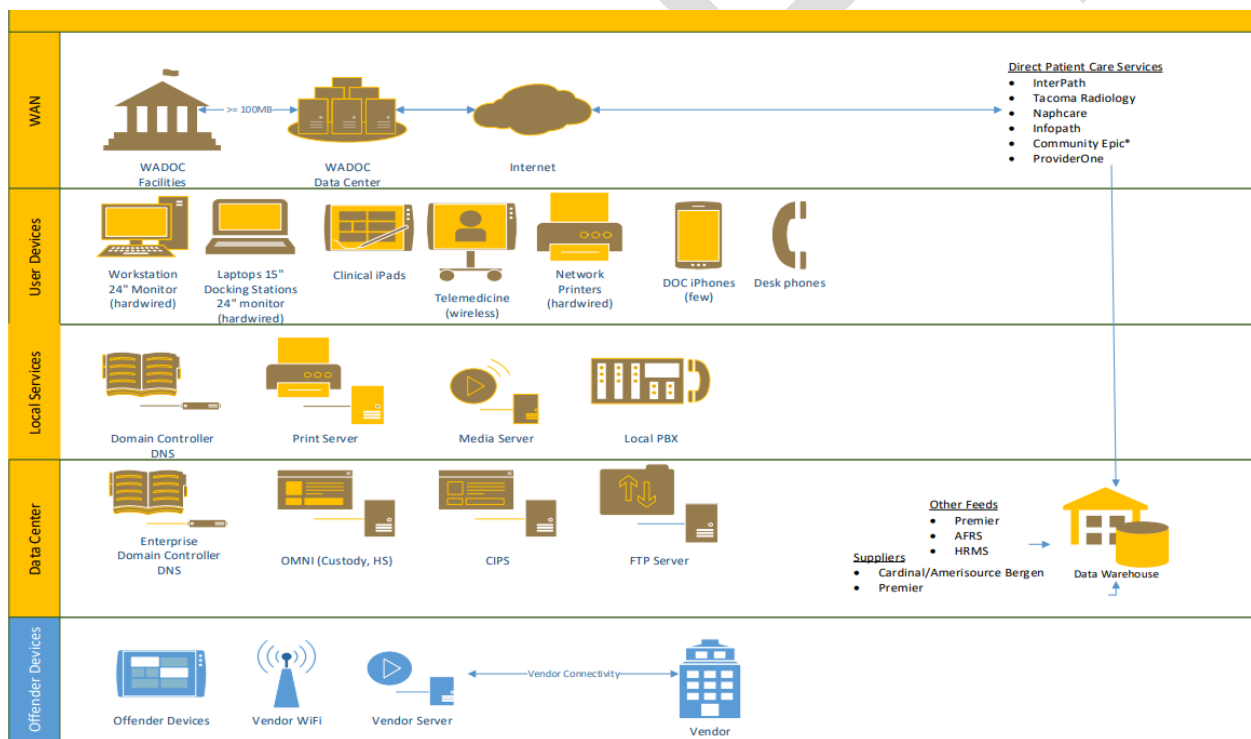 WAN
>= 100MB
WADOC
Facilities
WADOC
Data Center
Internet
Direct Patient Care Services
• InterPath
• Tacoma Radiology
• Naphcare
• Infopath
• Community Epic*
• ProviderOne
User Devices
Workstation
24" Monitor
(hardwired)
Laptops 15"
Docking Stations
24" monitor
(hardwired)
Clinical iPads
Telemedicine
(wireless)
Network
Printers
(hardwired)
DOC iPhones
(few)
Desk phones
Local Services
Domain Controller
DNS
Print Server
Media Server
Local PBX
Data Center
Enterprise
Domain Controller
DNS
OMNI (Custody, HS)
CIPS
FTP Server
Other Feeds
• Premier
• AFRS
• HRMS
Suppliers
• Cardinal/Amerisource Bergen
• Premier
Data Warehouse
Offender Devices
Offender Devices
Vendor WiFi
Vendor Server
Vendor Connectivity
Vendor